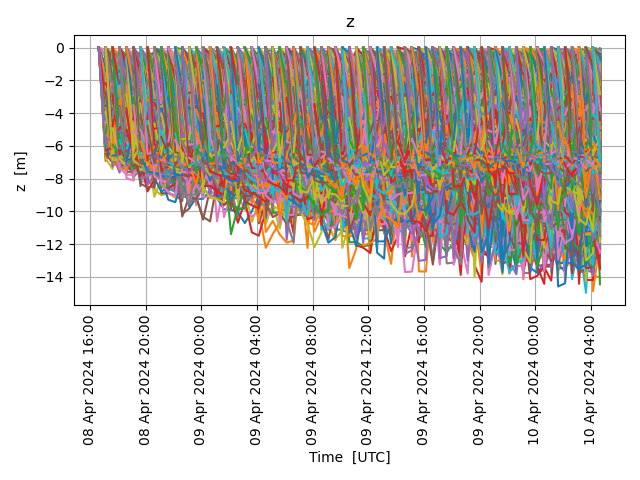 z
0
−2
−4
−6
−8
−10
−12
−14
z  [m]
08 Apr 2024 16:00
08 Apr 2024 20:00
09 Apr 2024 00:00
09 Apr 2024 04:00
09 Apr 2024 08:00
09 Apr 2024 12:00
09 Apr 2024 16:00
09 Apr 2024 20:00
10 Apr 2024 00:00
10 Apr 2024 04:00
Time  [UTC]